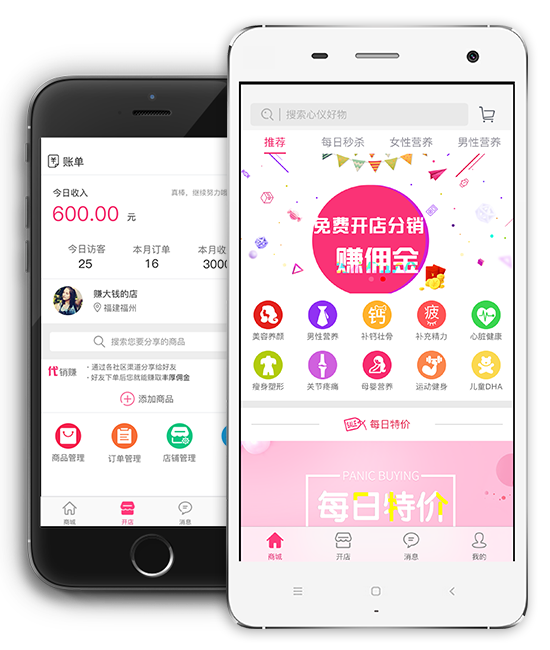 账单
今日收入
真棒，继续努力哦
600.00 元
今日访客
本月订单
本月收
25
16
3000
赚大钱的店
福建福州
搜索您要分享的商品
代销赚
·通过各社区渠道分享给好友
·好友下单后您就能赚取丰厚佣金
添加商品
商品管理
订单管理
店铺管理
商城
开店
消息
搜索心仪好物
推荐
每日秒杀
女性营养
男性营养
免费开店分销
赚佣金
钙
疲
美容养颜
男性营养
补钙壮骨
补充精力
心脏健康
瘦身塑形
关节疼痛
母婴营养
运动健身
儿童DHA
SALE
每日特价
PANIC BUYING
每日特价
商城
开店
消息
我的